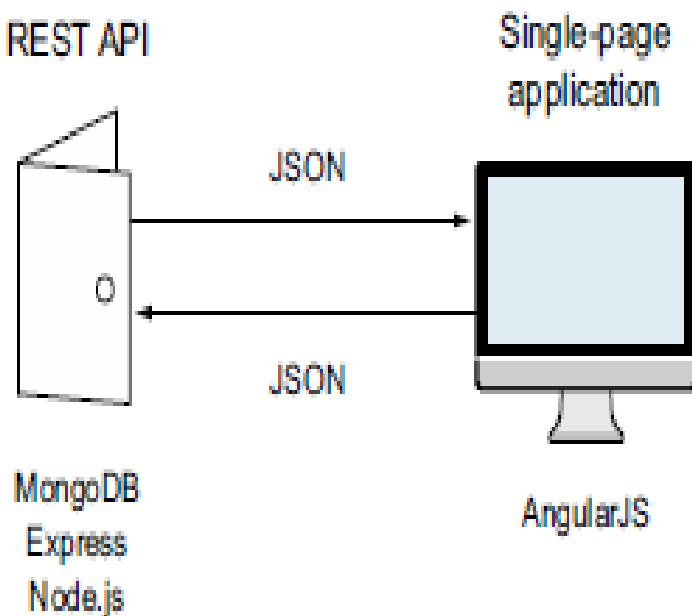 REST API
Single-page
application
JSON
JSON
MongoDB
Express
Node.js
AngularJS